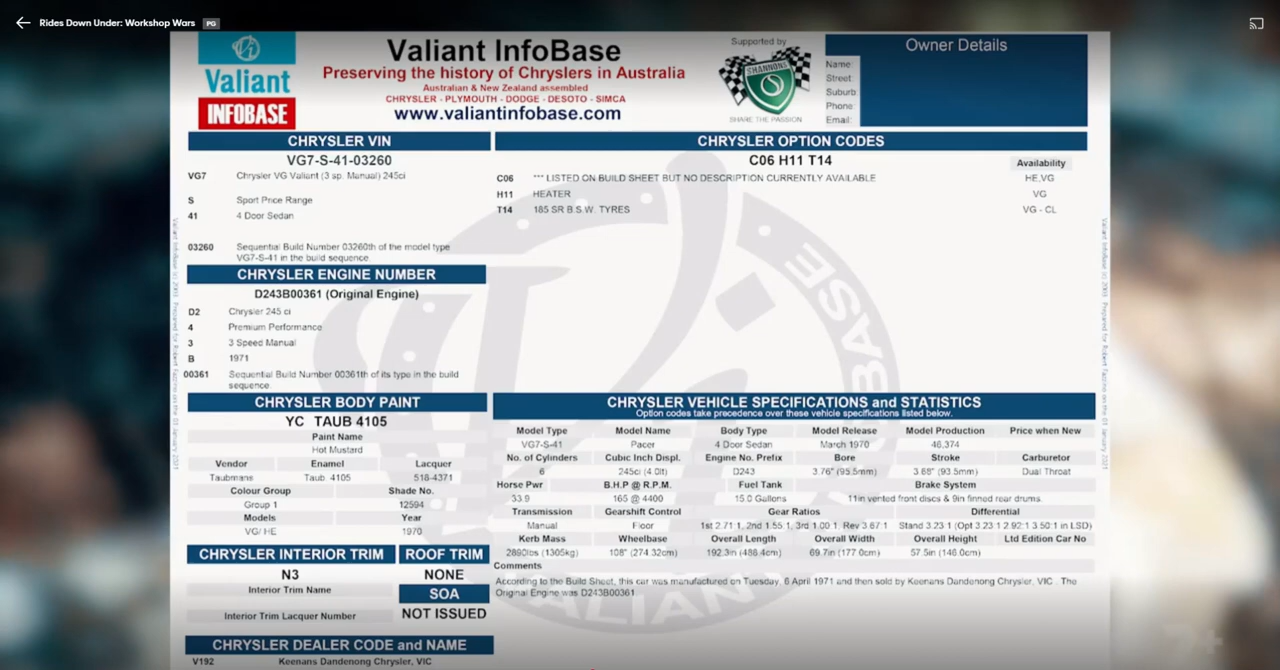 Rides Down Under: Workshop Wars PG
Valiant
INFOBASE
Valiant InfoBase
Preserving the history of Chryslers in Australia
Australian & New Zealand assembled
CHRYSLER - PLYMOUTH - DODGE - DESOTO - SIMCA
www.valiantinfobase.com
Supported by
SHANNONS
SHARE THE PASSION
Owner Details
Name:
Street:
Suburb:
Phone:
Email:
CHRYSLER VIN
VG7-S-41-03260
VG7 Chrysler VG Valiant (3 sp. Manual) 245ci
S Sport Price Range
41 4 Door Sedan
03260 Sequential Build Number 03260th of the model type
VG7-S-41 in the build sequence.
CHRYSLER OPTION CODES
C06 H11 T14
Availability
C06 *** LISTED ON BUILD SHEET BUT NO DESCRIPTION CURRENTLY AVAILABLE HE,VG
H11 HEATER VG
T14 185 SR B.S.W. TYRES VG - CL
CHRYSLER ENGINE NUMBER
D243B00361 (Original Engine)
D2 Chrysler 245 ci
4 Premium Performance
3 3 Speed Manual
B 1971
00361 Sequential Build Number 00361th of its type in the build
sequence.
CHRYSLER BODY PAINT
YC TAUB 4105
Paint Name
Hot Mustard
Vendor Enamel Lacquer
Taubmans Taub 4105 518-4371
Colour Group Shade No.
Group 1 12594
Models Year
VG/ HE 1970
CHRYSLER INTERIOR TRIM
N3
Interior Trim Name
Interior Trim Lacquer Number
ROOF TRIM
NONE
SOA
NOT ISSUED
CHRYSLER DEALER CODE and NAME
V192 Keenans Dandenong Chrysler, VIC
CHRYSLER VEHICLE SPECIFICATIONS and STATISTICS
Option codes take precedence over these vehicle specifications listed below.
Model Type Model Name Body Type Model Release Model Production Price when New
VG7-S-41 Pacer 4 Door Sedan March 1970 46,374
No. of Cylinders Cubic Inch Displ. Engine No. Prefix Bore Stroke Carburetor
6 245ci (4.0lt) D243 3.76" (95.5mm) 3.68" (93.5mm) Dual Throat
Horse Pwr B.H.P @ R.P.M. Fuel Tank Brake System
33.9 165 @ 4400 15.0 Gallons 11in vented front discs & 9in finned rear drums.
Transmission Gearshift Control Gear Ratios Differential
Manual Floor 1st 2.71:1, 2nd 1.55:1, 3rd 1.00:1, Rev 3.67:1 Stand 3.23:1 (Opt 3.23:1 2.92:1 3.50:1 in LSD)
Kerb Mass Wheelbase Overall Length Overall Width Overall Height Ltd Edition Car No
2890lbs (1305kg) 108" (274.32cm) 192.3in (488.4cm) 69.7in (177.0cm) 57.5in (146.0cm)
Comments
According to the Build Sheet, this car was manufactured on Tuesday, 6 April 1971 and then sold by Keenans Dandenong Chrysler, VIC . The
Original Engine was D243B00361